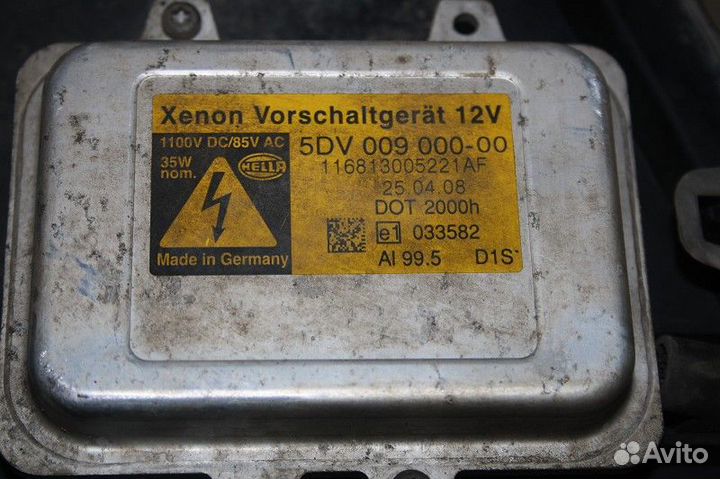 Xenon Vorschaltgerät 12V
1100V DC/85V AC
35W
nom.
HELLA
Made in Germany
5DV 009 000-00
116813005221AF
25.04.08
DOT 2000h
e1 033582
Al 99.5 D1S
Avito